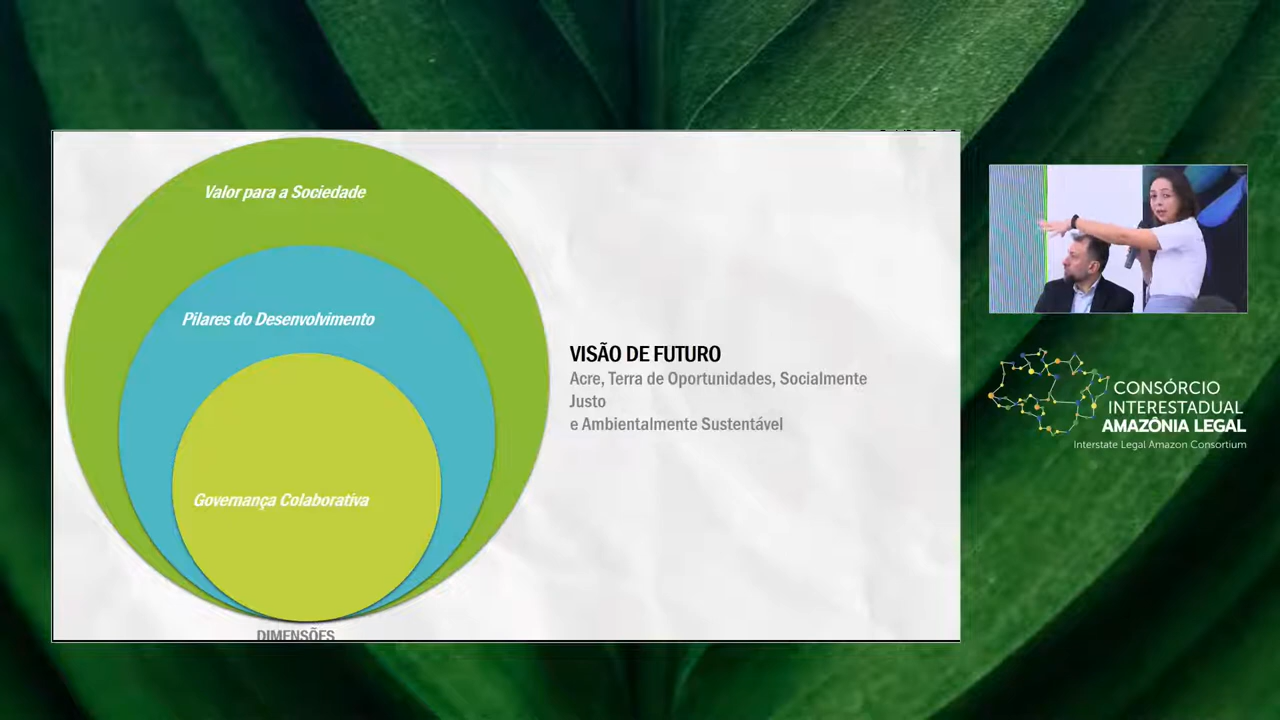 Valor para a Sociedade
Pilares do Desenvolvimento
Governança Colaborativa
DIMENSÕES
VISÃO DE FUTURO
Acre, Terra de Oportunidades, Socialmente
Justo
e Ambientalmente Sustentável
CONSÓRCIO
INTERESTADUAL
AMAZÔNIA LEGAL
Interstate Legal Amazon Consortium